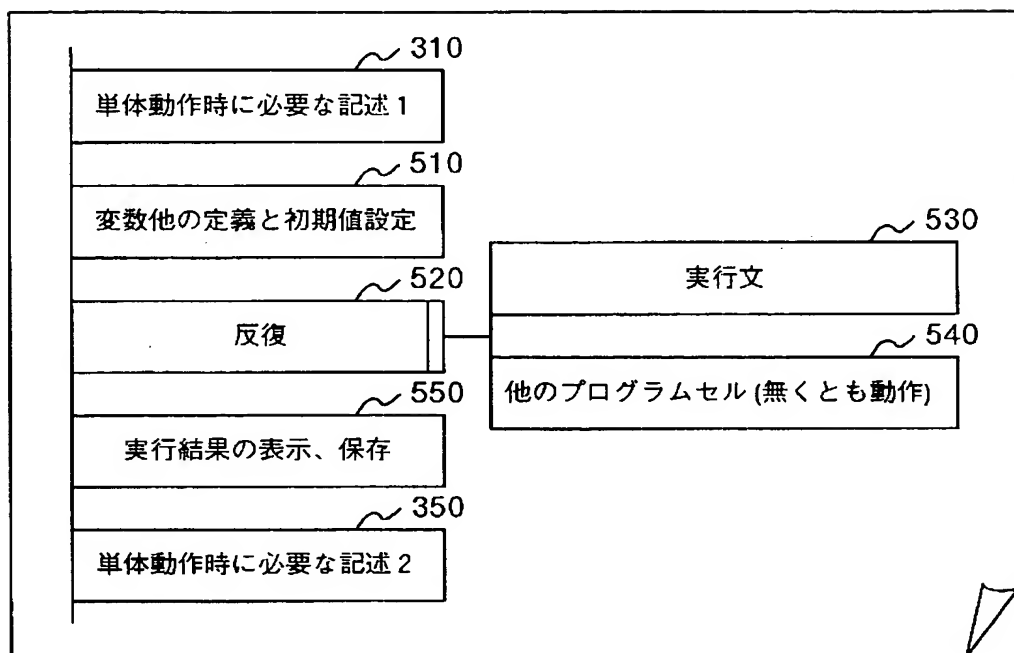 310
単体動作時に必要な記述1
510
変数他の定義と初期値設定
530
実行文
520
反復
540
他のプログラムセル (無くとも動作)
550
実行結果の表示、保存
350
単体動作時に必要な記述2